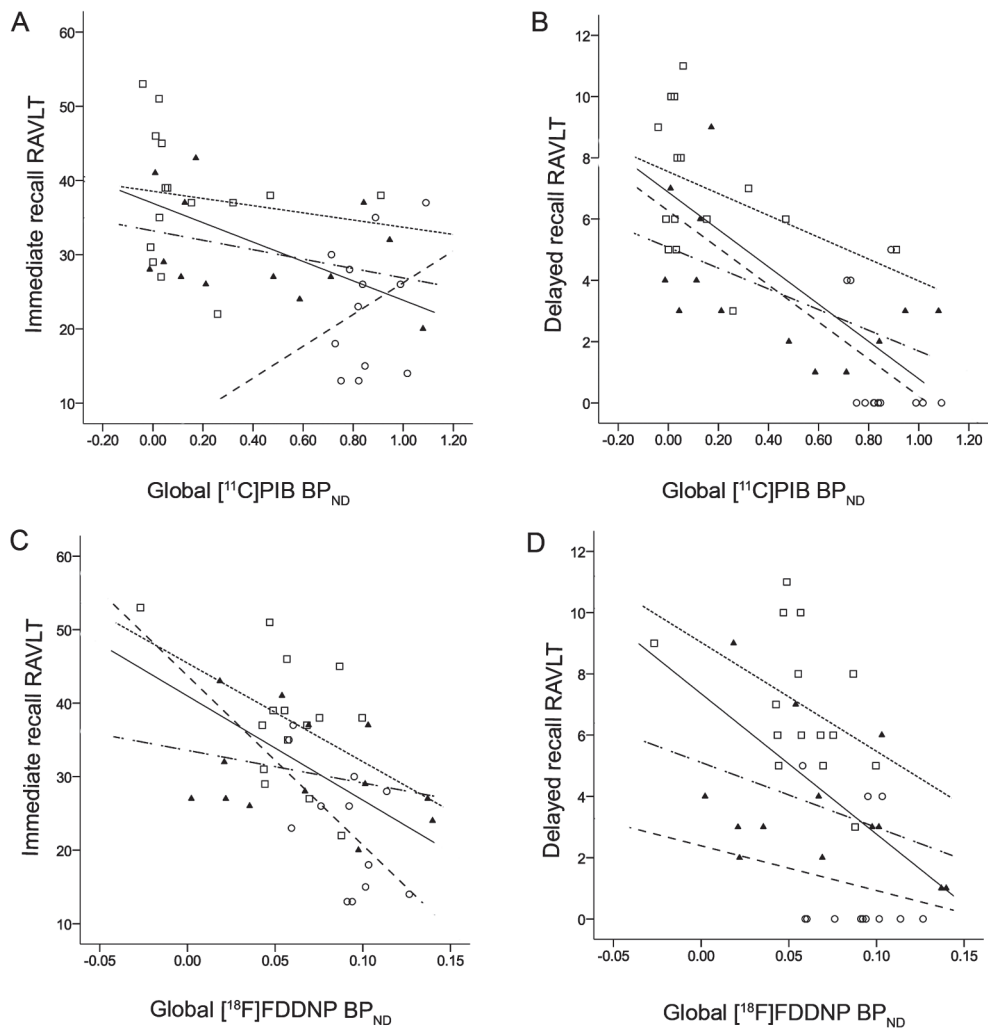 A
Immediate recall RAVLT
60
50
40
30
20
10
-0.20 0.00 0.20 0.40 0.60 0.80 1.00 1.20
Global [¹¹C]PIB BP_ND
B
Delayed recall RAVLT
12
10
8
6
4
2
0
-0.20 0.00 0.20 0.40 0.60 0.80 1.00 1.20
Global [¹¹C]PIB BP_ND
C
Immediate recall RAVLT
60
50
40
30
20
10
-0.05 0.00 0.05 0.10 0.15
Global [¹⁸F]FDDNP BP_ND
D
Delayed recall RAVLT
12
10
8
6
4
2
0
-0.05 0.00 0.05 0.10 0.15
Global [¹⁸F]FDDNP BP_ND